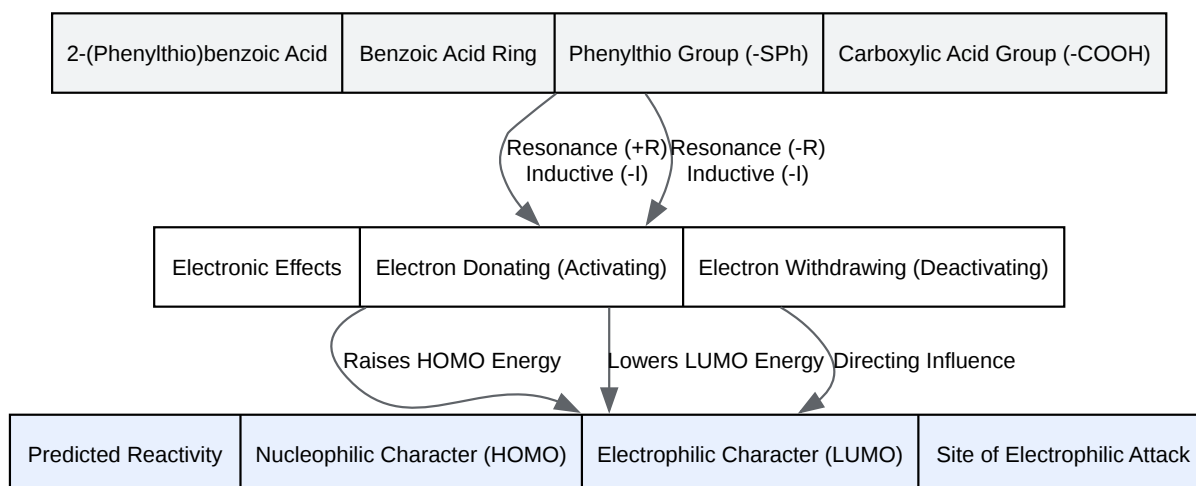 2-(Phenylthio)benzoic Acid
Benzoic Acid Ring
Phenylthio Group (-SPh)
Carboxylic Acid Group (-COOH)
Resonance (+R)
Inductive (-I)
Resonance (-R)
Inductive (-I)
Electronic Effects
Electron Donating (Activating)
Electron Withdrawing (Deactivating)
Raises HOMO Energy
Lowers LUMO Energy
Directing Influence
Predicted Reactivity
Nucleophilic Character (HOMO)
Electrophilic Character (LUMO)
Site of Electrophilic Attack